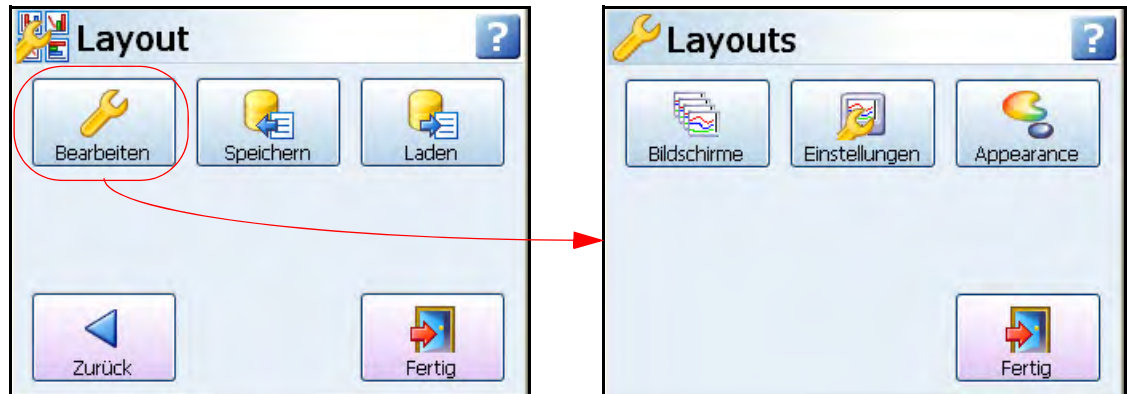 Layout
?
Bearbeiten
Speichern
Laden
Zurück
Fertig
Layouts
?
Bildschirme
Einstellungen
Appearance
Fertig